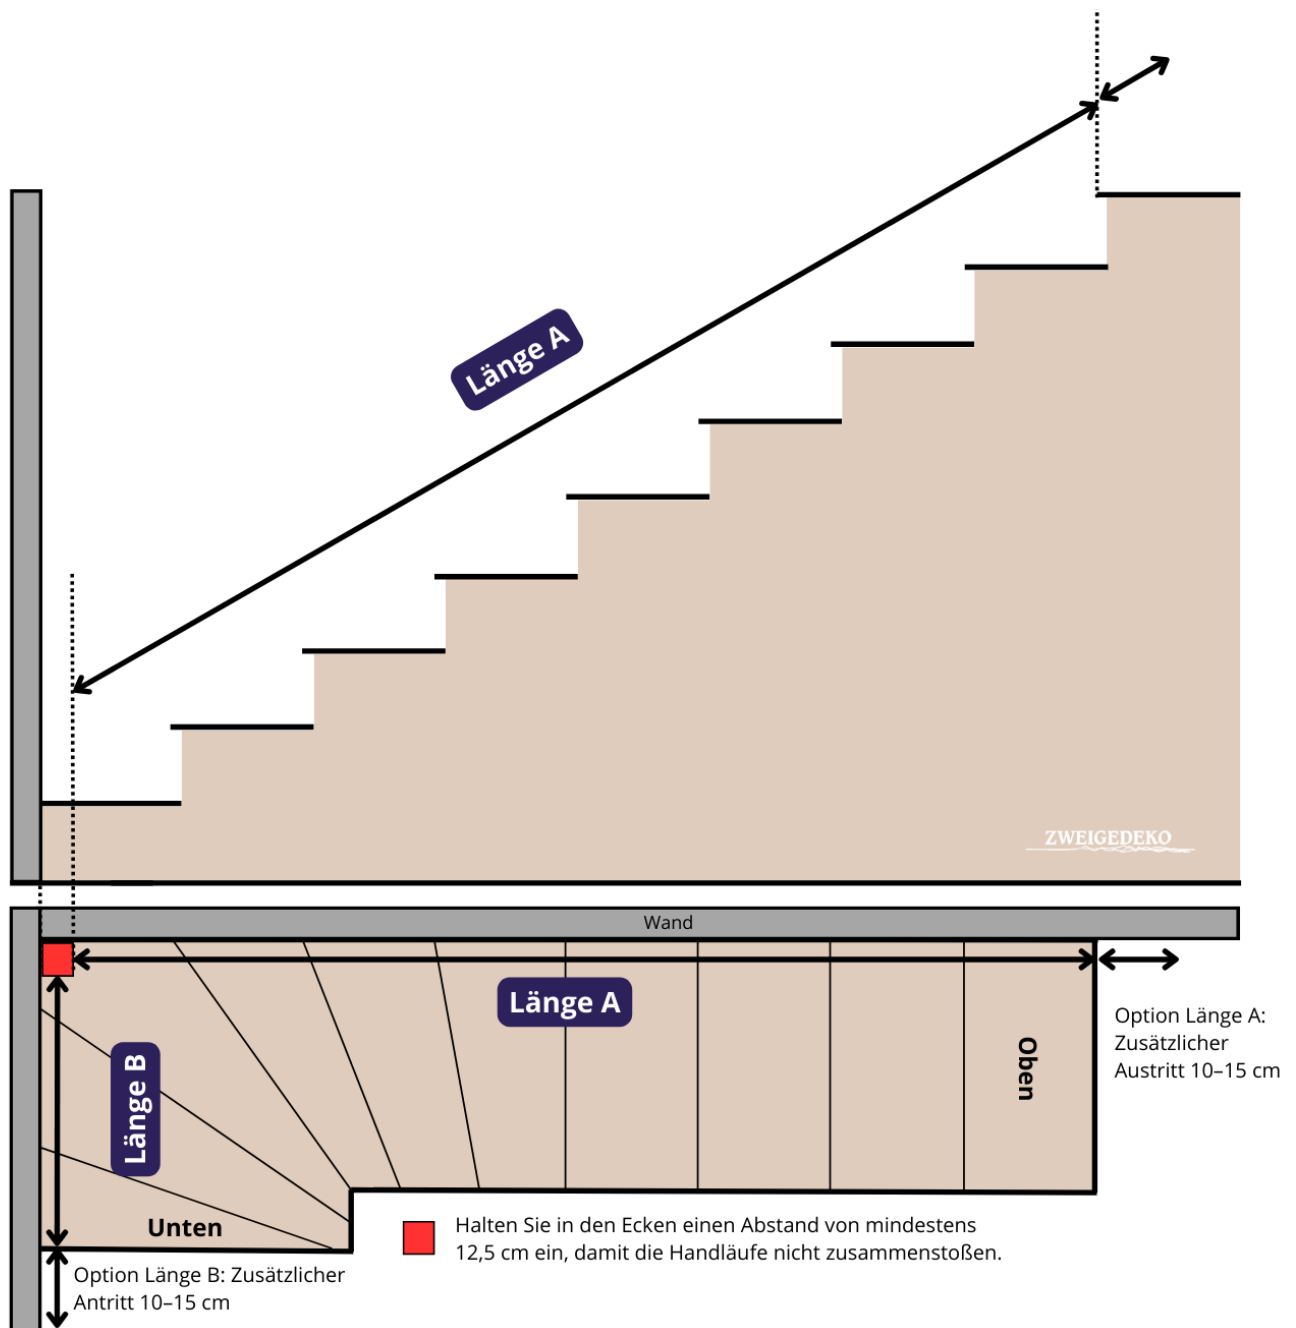 Länge A
ZWEIGEDEKO
Wand
Länge A
Länge B
Oben
Option Länge A:
Zusätzlicher
Austritt 10–15 cm
Unten
Halten Sie in den Ecken einen Abstand von mindestens
12,5 cm ein, damit die Handläufe nicht zusammenstoßen.
Option Länge B: Zusätzlicher
Antritt 10–15 cm